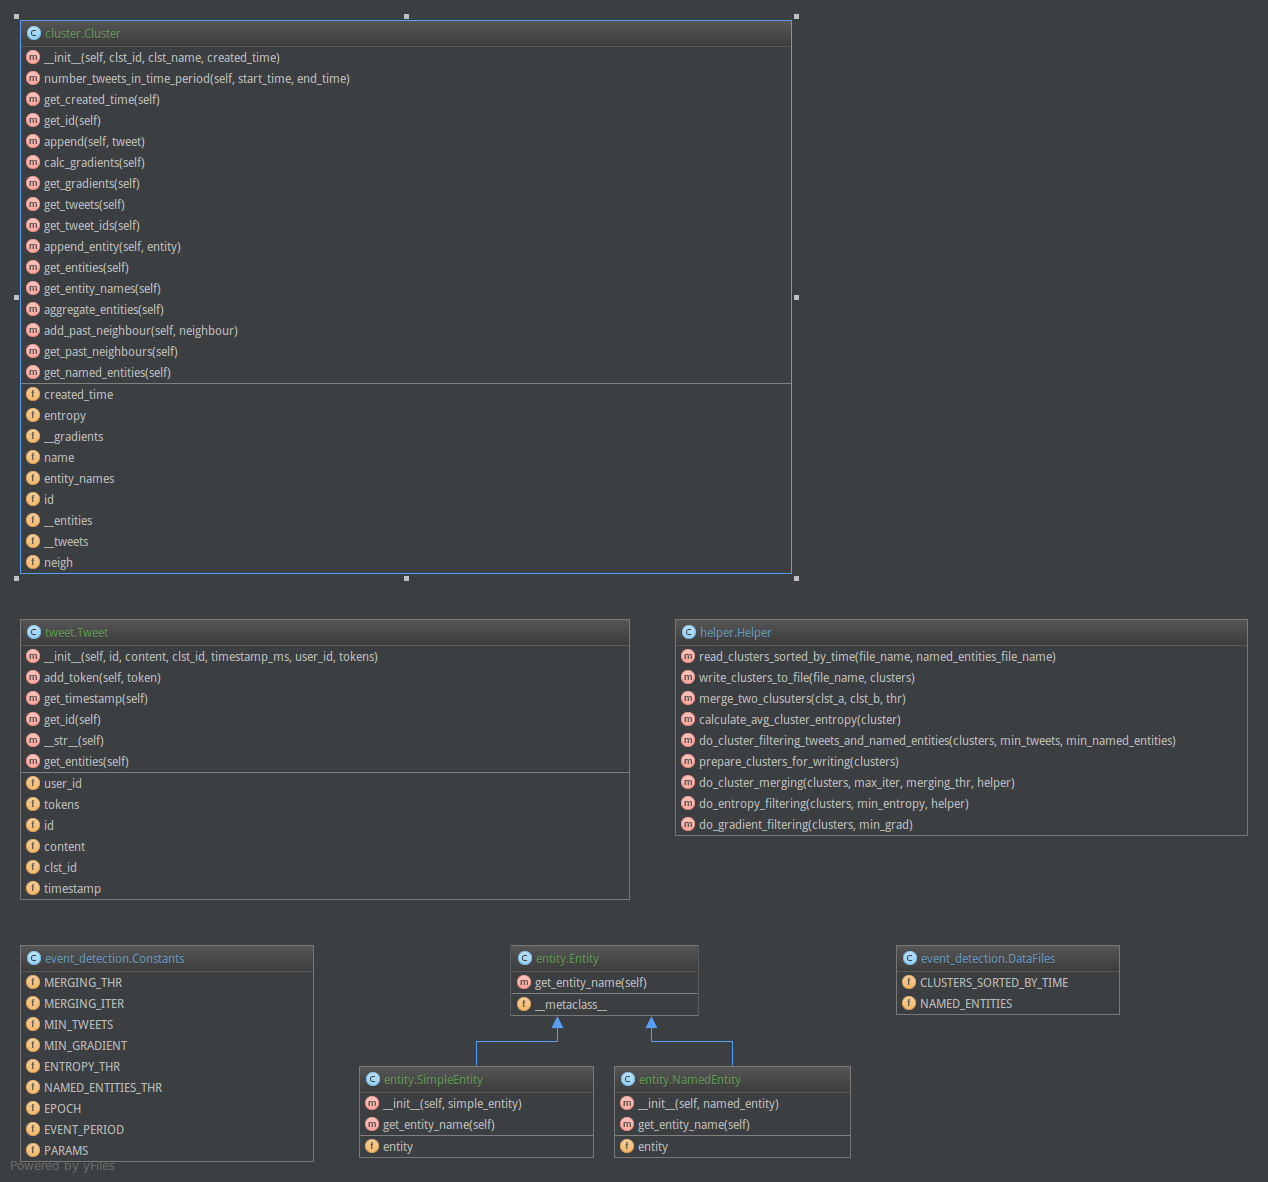 cluster.Cluster
__init__(self, clst_id, clst_name, created_time)
number_tweets_in_time_period(self, start_time, end_time)
get_created_time(self)
get_id(self)
append(self, tweet)
calc_gradients(self)
get_gradients(self)
get_tweets(self)
get_tweet_ids(self)
append_entity(self, entity)
get_entities(self)
get_entity_names(self)
aggregate_entities(self)
add_past_neighbour(self, neighbour)
get_past_neighbours(self)
get_named_entities(self)
created_time
entropy
__gradients
name
entity_names
id
__entities
__tweets
neigh
tweet.Tweet
__init__(self, id, content, clst_id, timestamp_ms, user_id, tokens)
add_token(self, token)
get_timestamp(self)
get_id(self)
__str__(self)
get_entities(self)
user_id
tokens
id
content
clst_id
timestamp
helper.Helper
read_clusters_sorted_by_time(file_name, named_entities_file_name)
write_clusters_to_file(file_name, clusters)
merge_two_clusuters(clst_a, clst_b, thr)
calculate_avg_cluster_entropy(cluster)
do_cluster_filtering_tweets_and_named_entities(clusters, min_tweets, min_named_entities)
prepare_clusters_for_writing(clusters)
do_cluster_merging(clusters, max_iter, merging_thr, helper)
do_entropy_filtering(clusters, min_entropy, helper)
do_gradient_filtering(clusters, min_grad)
event_detection.Constants
MERGING_THR
MERGING_ITER
MIN_TWEETS
MIN_GRADIENT
ENTROPY_THR
NAMED_ENTITIES_THR
EPOCH
EVENT_PERIOD
PARAMS
entity.Entity
get_entity_name(self)
__metaclass__
event_detection.DataFiles
CLUSTERS_SORTED_BY_TIME
NAMED_ENTITIES
entity.SimpleEntity
__init__(self, simple_entity)
get_entity_name(self)
entity
entity.NamedEntity
__init__(self, named_entity)
get_entity_name(self)
entity
Powered by yFiles